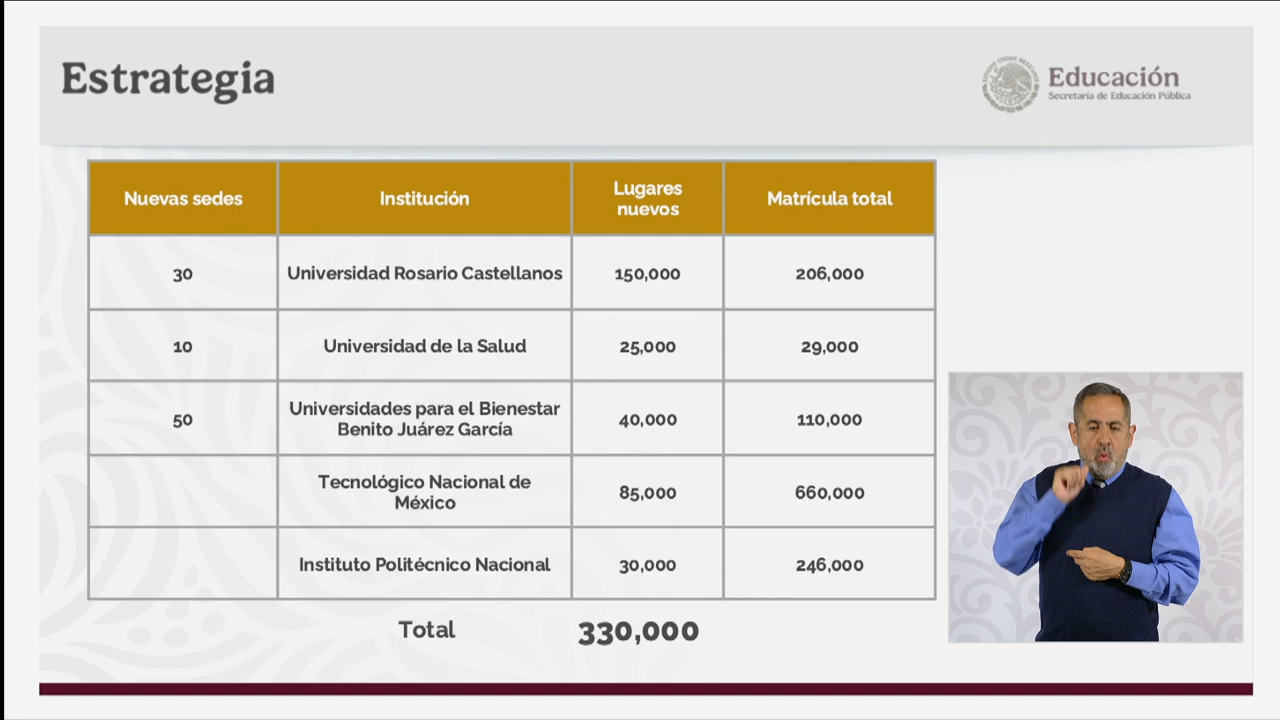 Estrategia
Educación
Secretaría de Educación Pública
Nuevas sedes
Institución
Lugares
nuevos
Matrícula total
30
Universidad Rosario Castellanos
150,000
206,000
10
Universidad de la Salud
25,000
29,000
50
Universidades para el Bienestar
Benito Juárez García
40,000
110,000
Tecnológico Nacional de
México
85,000
660,000
Instituto Politécnico Nacional
30,000
246,000
Total
330,000